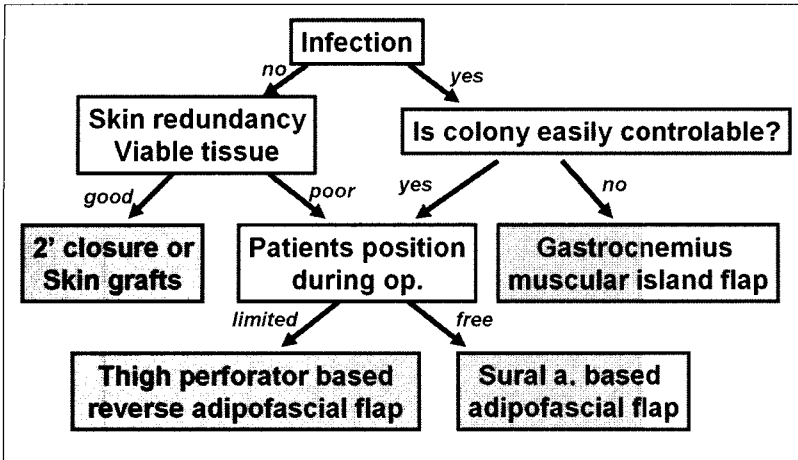 Infection
no
yes
Skin redundancy
Viable tissue
Is colony easily controlable?
good
poor
yes
no
2' closure or
Skin grafts
Patients position
during op.
Gastrocnemius
muscular island flap
limited
free
Thigh perforator based
reverse adipofascial flap
Sural a. based
adipofascial flap